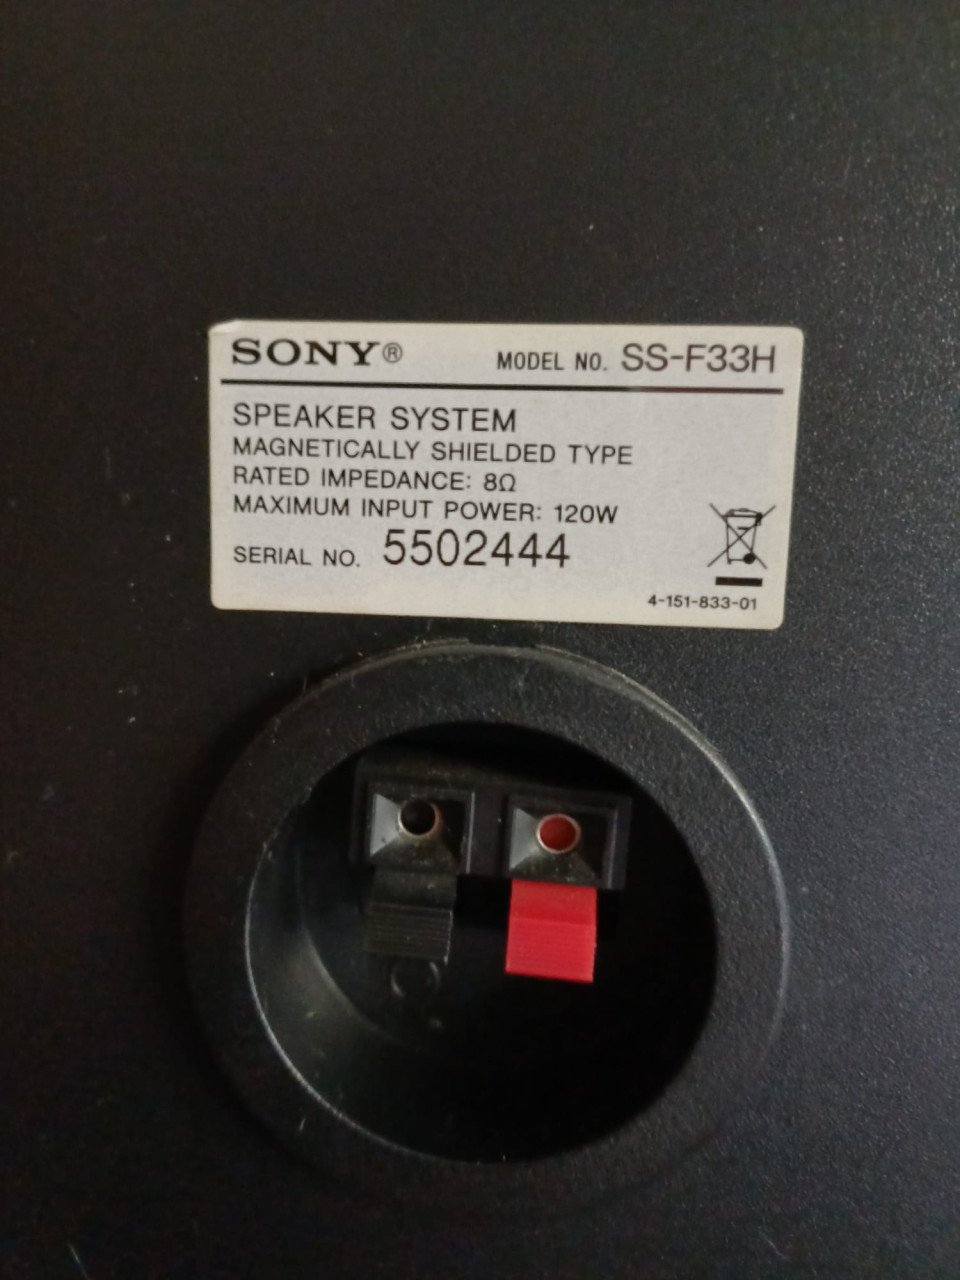 SONY® MODEL NO. SS-F33H
SPEAKER SYSTEM
MAGNETICALLY SHIELDED TYPE
RATED IMPEDANCE: 8Ω
MAXIMUM INPUT POWER: 120W
SERIAL NO. 5502444
4-151-833-01